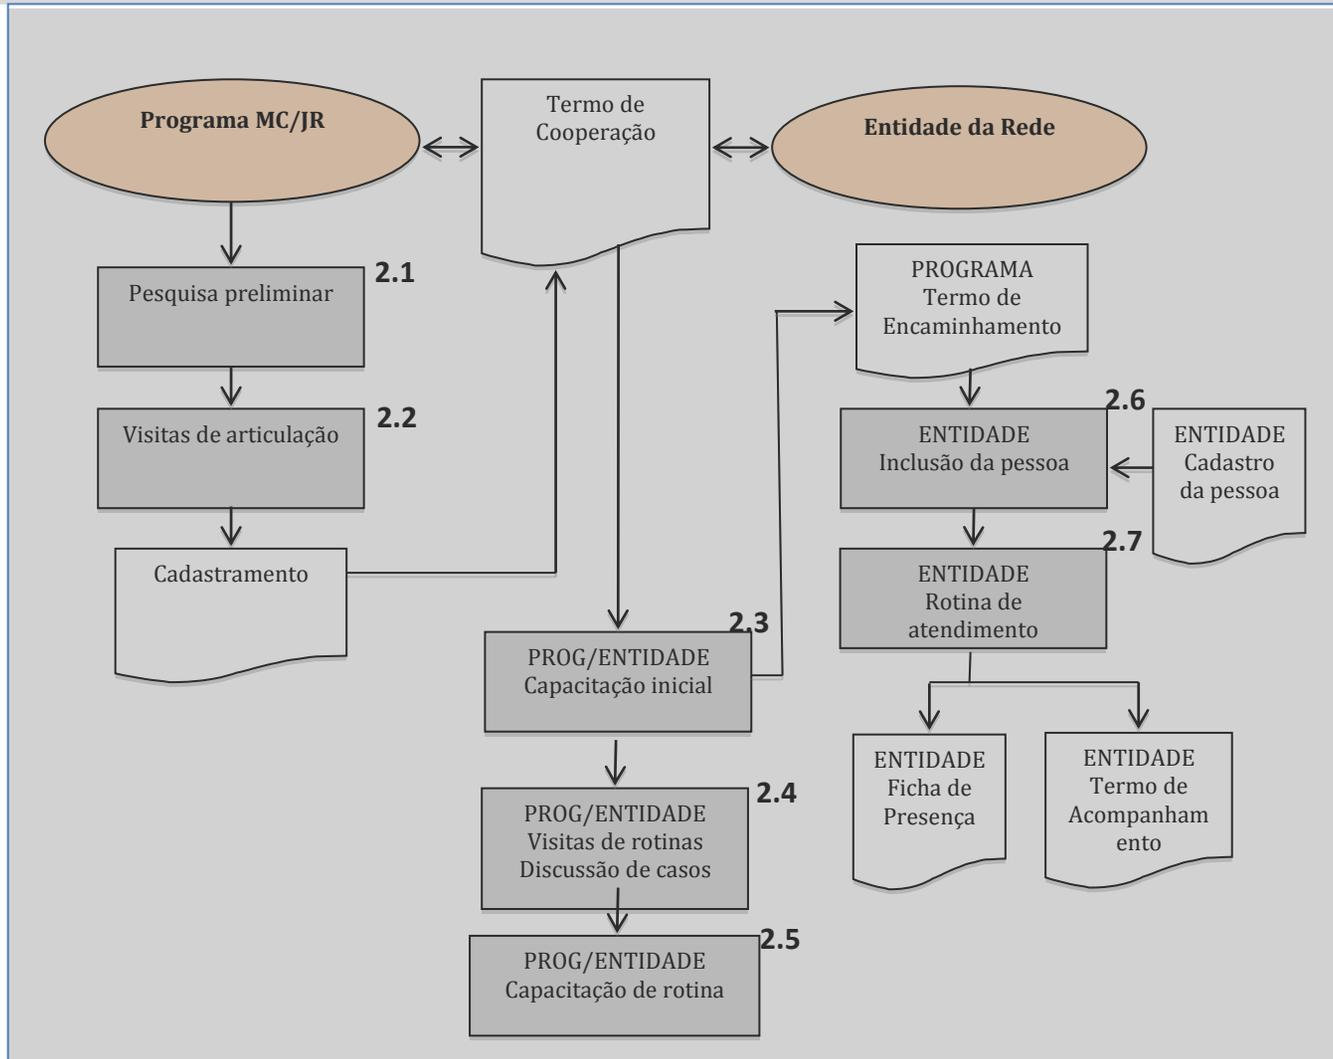 Programa MC/JR
Termo de
Cooperação
Entidade da Rede
2.1
Pesquisa preliminar
2.2
Visitas de articulação
Cadastramento
2.3
PROG/ENTIDADE
Capacitação inicial
2.4
PROG/ENTIDADE
Visitas de rotinas
Discussão de casos
2.5
PROG/ENTIDADE
Capacitação de rotina
PROGRAMA
Termo de
Encaminhamento
2.6
ENTIDADE
Inclusão da pessoa
ENTIDADE
Cadastro
da pessoa
2.7
ENTIDADE
Rotina de
atendimento
ENTIDADE
Ficha de
Presença
ENTIDADE
Termo de
Acompanham
ento